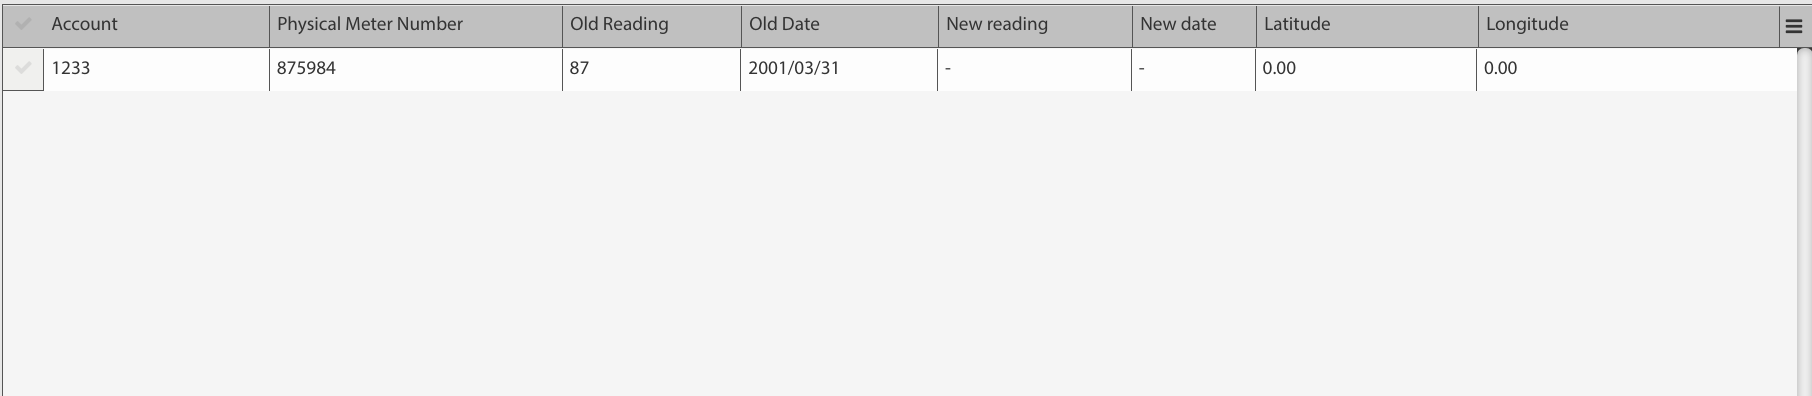 Account Physical Meter Number Old Reading Old Date New reading New date Latitude Longitude
1233 875984 87 2001/03/31 - - 0.00 0.00